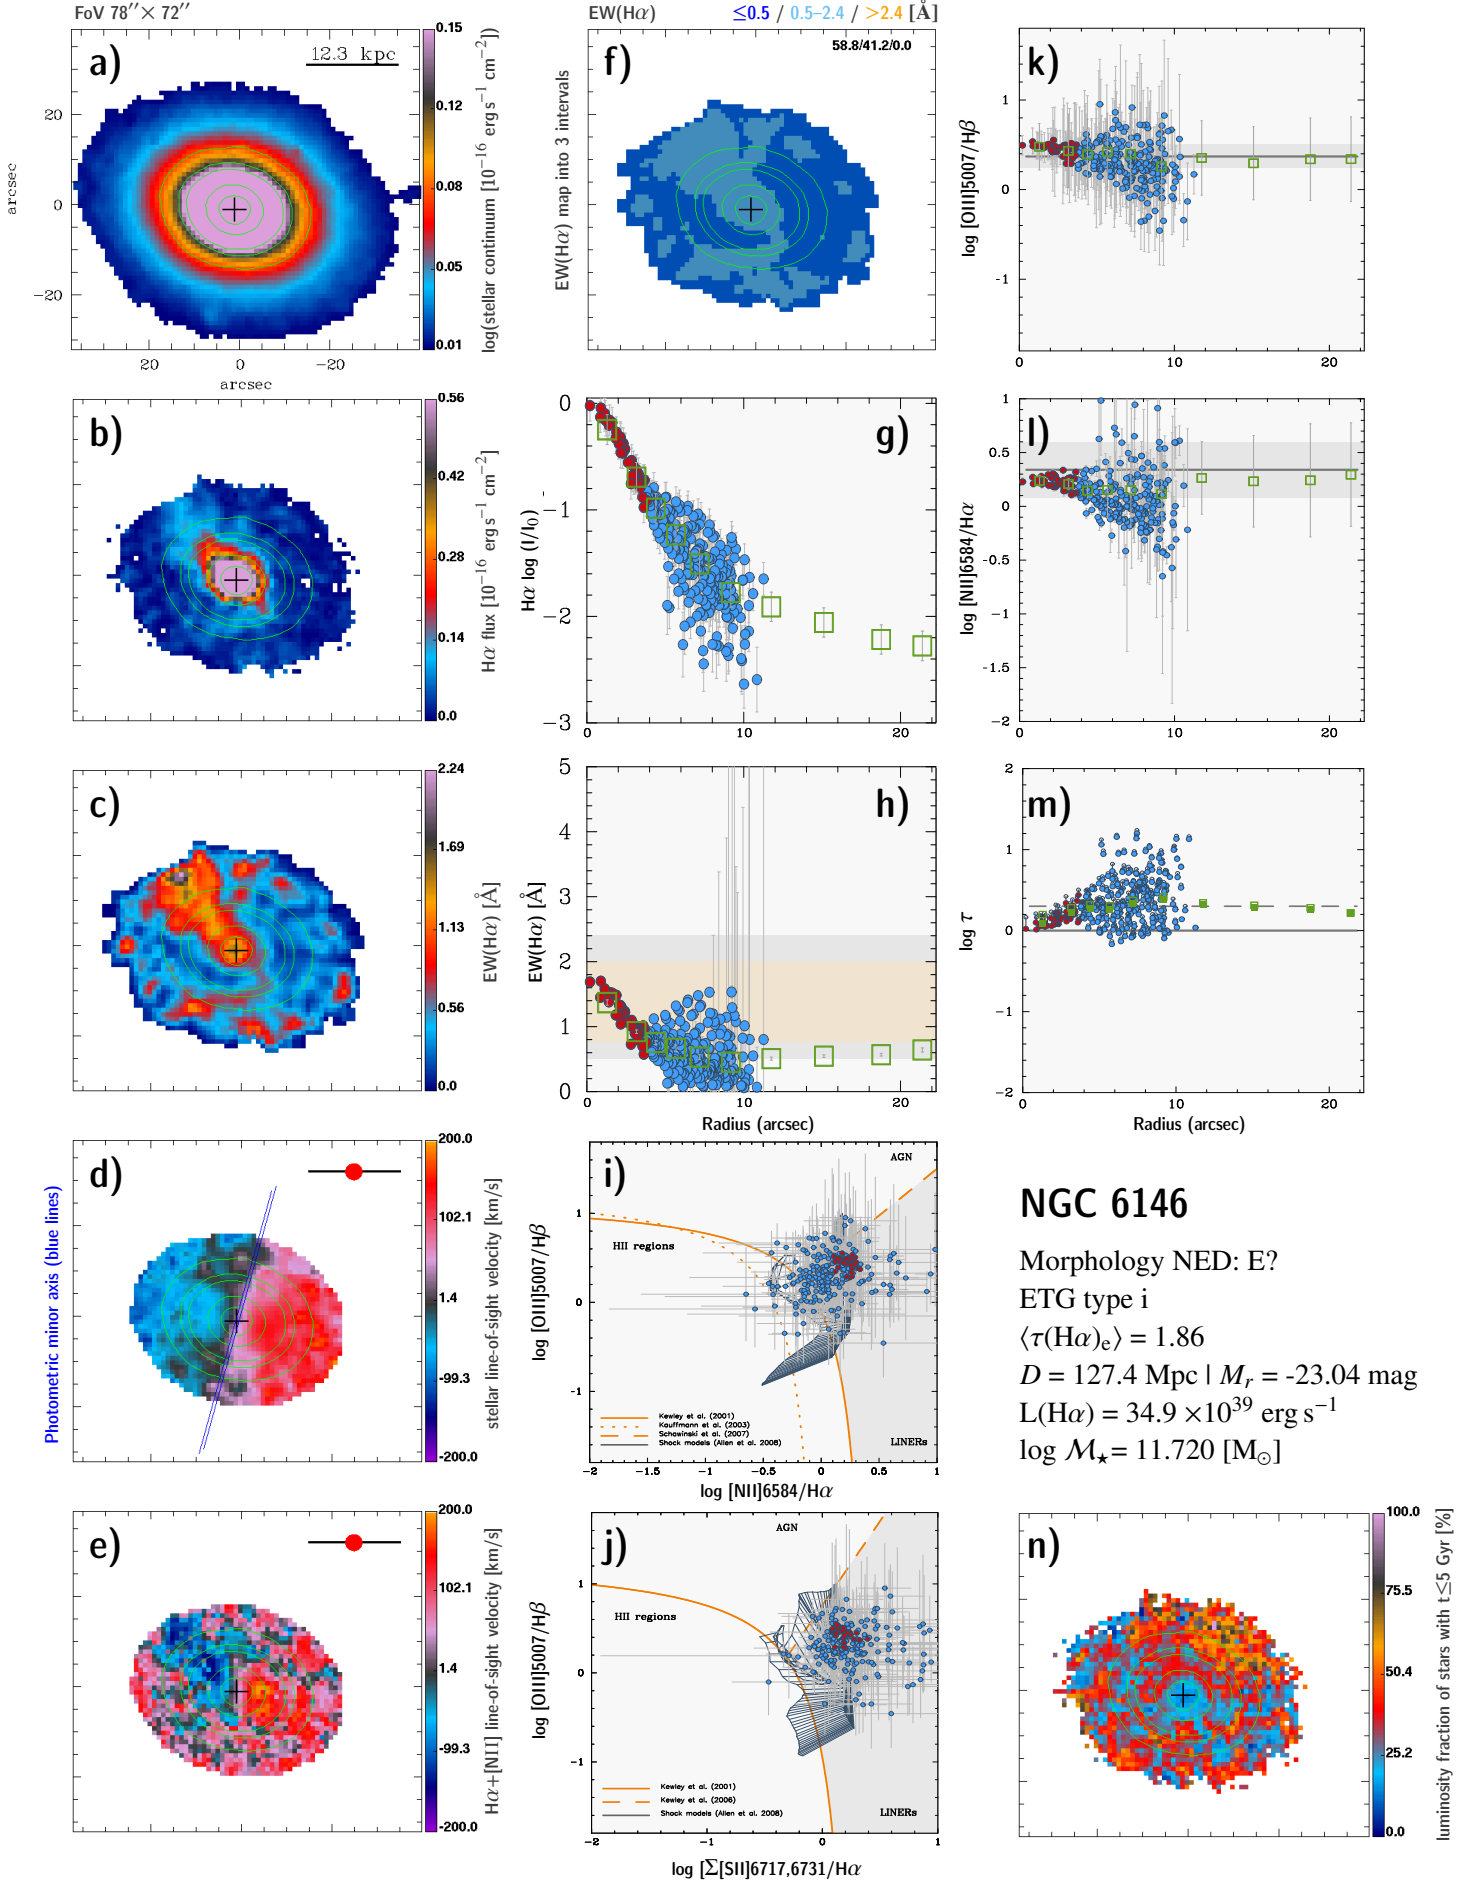 FoV 78′′× 72′′
a)
12.3 kpc
arcsec
20
0
−20
20
0
−20
arcsec
0.15
0.12
0.08
0.05
0.01
log(stellar continuum [10−16 erg s−1 cm−2])
b)
0.56
0.42
0.28
0.14
0.0
Hα flux [10−16 erg s−1 cm−2]
c)
2.24
1.69
1.13
0.56
0.0
EW(Hα) [Å]
d)
Photometric minor axis (blue lines)
200.0
102.1
1.4
-99.3
-200.0
stellar line-of-sight velocity [km/s]
e)
200.0
102.1
1.4
-99.3
-200.0
Hα+[NII] line-of-sight velocity [km/s]
EW(Hα) ≤0.5 / 0.5–2.4 / >2.4 [Å]
f)
58.8/41.2/0.0
EW(Hα) map into 3 intervals
g)
Hα log (I/I0)
0
−1
−2
−3
0 10 20
h)
EW(Hα) [Å]
5
4
3
2
1
0
0 10 20
Radius (arcsec)
i)
AGN
HII regions
LINERs
log [OIII]5007/Hβ
1
0
−1
Kewley et al. (2001)
Kauffmann et al. (2003)
Schawinski et al. (2007)
Shock models (Allen et al. 2008)
−2 −1.5 −1 −0.5 0 0.5 1
log [NII]6584/Hα
j)
AGN
HII regions
LINERs
log [OIII]5007/Hβ
1
0
−1
Kewley et al. (2001)
Kewley et al. (2006)
Shock models (Allen et al. 2008)
−2 −1 0 1
log [Σ[SII]6717,6731/Hα
k)
log [OIII]5007/Hβ
1
0
−1
0 10 20
l)
log [NII]6584/Hα
1
0.5
0
−0.5
−1
−1.5
−2
0 10 20
m)
log τ
2
1
0
−1
−2
0 10 20
Radius (arcsec)
NGC 6146
Morphology NED: E?
ETG type i
⟨τ(Hα)e⟩ = 1.86
D = 127.4 Mpc | Mr = -23.04 mag
L(Hα) = 34.9 ×10^39 erg s−1
log M★= 11.720 [M⊙]
n)
100.0
75.5
50.4
25.2
0.0
luminosity fraction of stars with t≤5 Gyr [%]